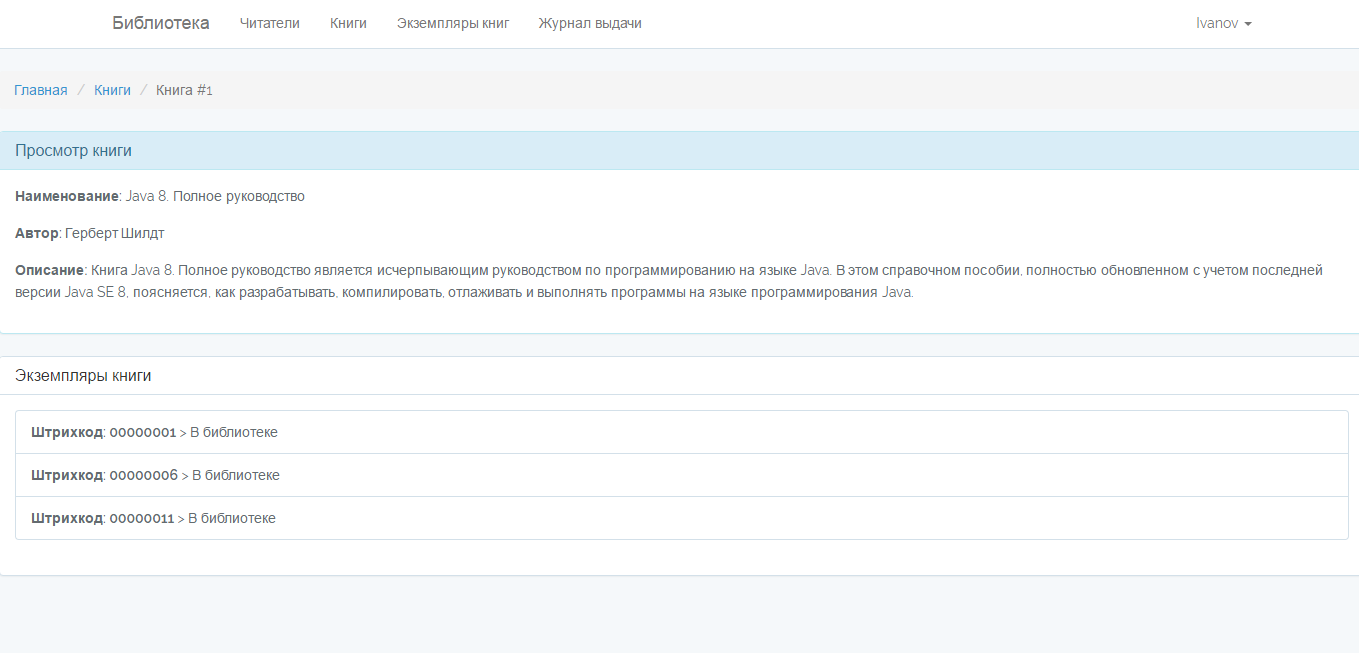 Библиотека Читатели Книги Экземпляры книг Журнал выдачи Ivanov
Главная / Книги / Книга #1
Просмотр книги
Наименование: Java 8. Полное руководство
Автор: Герберт Шилдт
Описание: Книга Java 8. Полное руководство является исчерпывающим руководством по программированию на языке Java. В этом справочном пособии, полностью обновленном с учетом последней
версии Java SE 8, поясняется, как разрабатывать, компилировать, отлаживать и выполнять программы на языке программирования Java.
Экземпляры книги
Штрихкод: 00000001 > В библиотеке
Штрихкод: 00000006 > В библиотеке
Штрихкод: 00000011 > В библиотеке